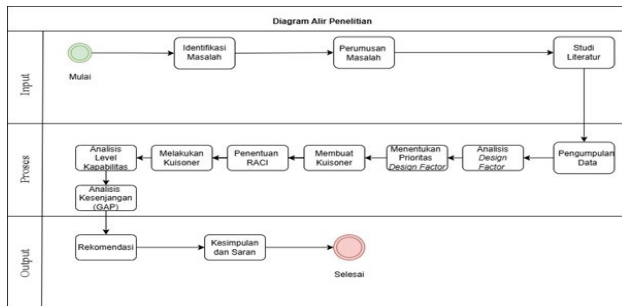 Diagram Alir Penelitian
Input
Mulai
Identifikasi
Masalah
Perumusan
Masalah
Studi
Literatur
Proses
Pengumpulan
Data
Analisis
Design
Factor
Menentukan
Prioritas
Design Factor
Membuat
Kuisoner
Penentuan
RACI
Melakukan
Kuisoner
Analisis
Level
Kapabilitas
Analisis
Kesenjangan
(GAP)
Output
Rekomendasi
Kesimpulan
dan Saran
Selesai